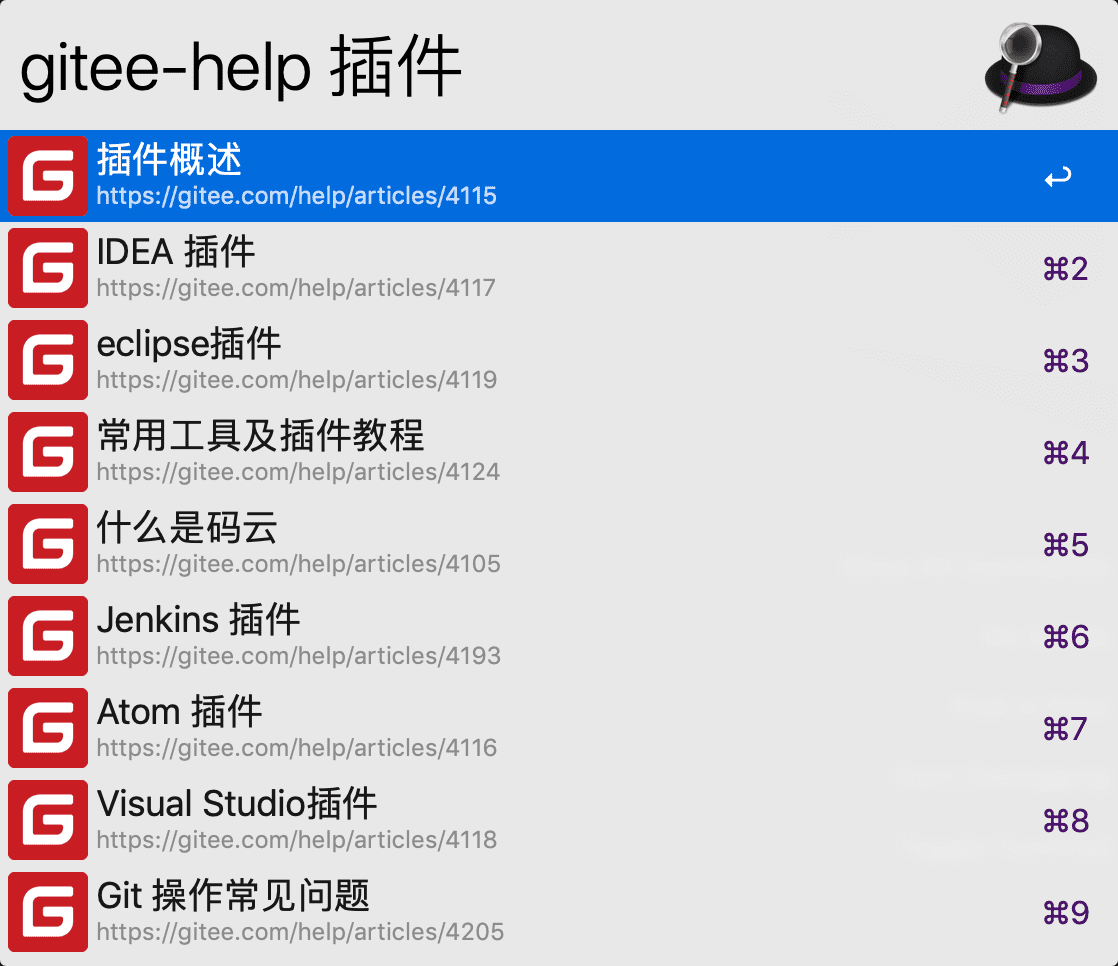 gitee-help 插件
插件概述
https://gitee.com/help/articles/4115
↩
IDEA 插件
https://gitee.com/help/articles/4117
⌘2
eclipse插件
https://gitee.com/help/articles/4119
⌘3
常用工具及插件教程
https://gitee.com/help/articles/4124
⌘4
什么是码云
https://gitee.com/help/articles/4105
⌘5
Jenkins 插件
https://gitee.com/help/articles/4193
⌘6
Atom 插件
https://gitee.com/help/articles/4116
⌘7
Visual Studio插件
https://gitee.com/help/articles/4118
⌘8
Git 操作常见问题
https://gitee.com/help/articles/4205
⌘9